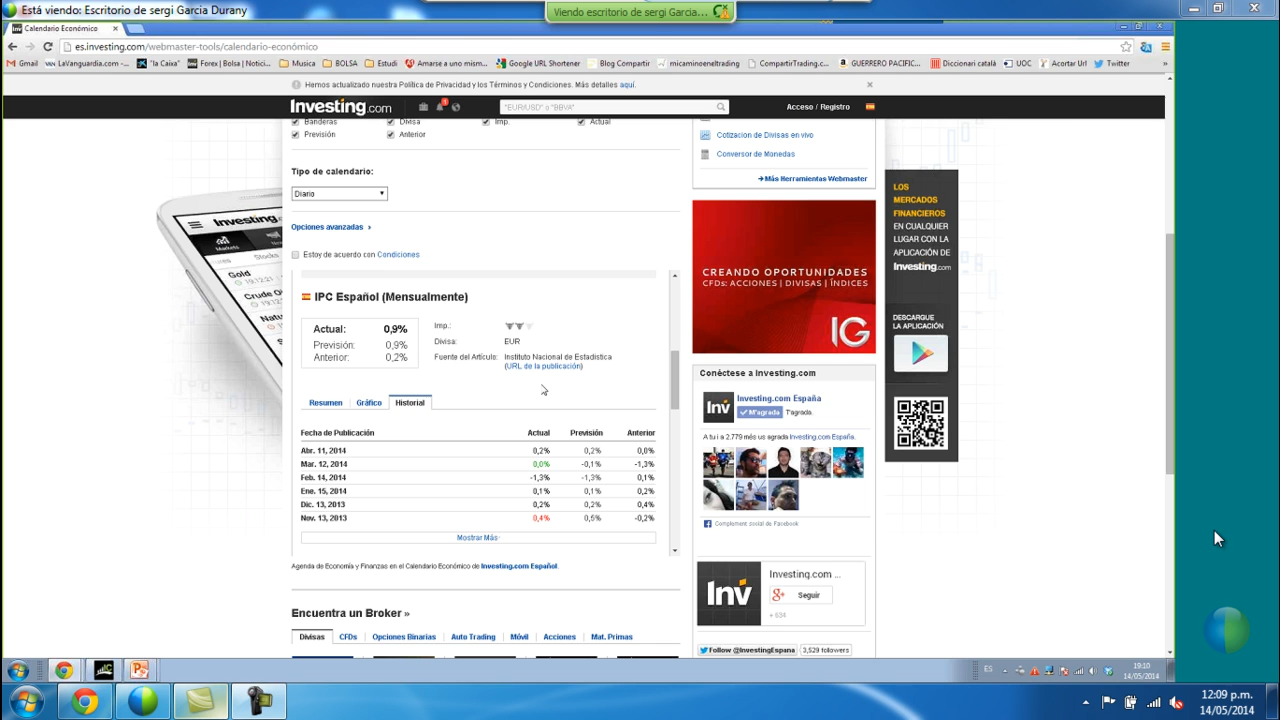 Está viendo: Escritorio de sergi Garcia Durany
Viendo escritorio de sergi Garcia...
Calendario Económico
es.investing.com/webmaster-tools/calendario-económico
Gmail LaVanguardia.com -... "la Caixa" Forex | Bolsa | Notici... Musica BOLSA Estudi Amarse a uno mism... Google URL Shortener Blog Compartir micaminoeneltrading CompartirTrading.c... GUERRERO PACIFIC... Diccionari català UOC Acortar Url Twitter
Hemos actualizado nuestra Política de Privacidad y los Términos y Condiciones. Más detalles aquí.
Investing.com
"EUR/USD" o "BBVA"
Acceso / Registro
Banderas Divisa Imp. Actual
Previsión Anterior
Tipo de calendario:
Diario
Opciones avanzadas
Estoy de acuerdo con Condiciones
IPC Español (Mensualmente)
Actual: 0,9%
Previsión: 0,9%
Anterior: 0,2%
Imp.:
Divisa: EUR
Fuente del Artículo: Instituto Nacional de Estadística
(URL de la publicación)
Resumen Gráfico Historial
Fecha de Publicación Actual Previsión Anterior
Abr. 11, 2014 0,2% 0,2% 0,0%
Mar. 12, 2014 0,0% -0,1% -1,3%
Feb. 14, 2014 -1,3% -1,3% 0,1%
Ene. 15, 2014 0,1% 0,1% 0,2%
Dic. 13, 2013 0,2% 0,2% 0,4%
Nov. 13, 2013 0,4% 0,5% -0,2%
Mostrar Más
Agenda de Economía y Finanzas en el Calendario Económico de Investing.com Español.
Encuentra un Broker »
Divisas CFDs Opciones Binarias Auto Trading Móvil Acciones Mat. Primas
Cotizacion de Divisas en vivo
Conversor de Monedas
Más Herramientas Webmaster
CREANDO OPORTUNIDADES
CFDs: ACCIONES | DIVISAS | ÍNDICES
IG
Conéctese a Investing.com
Inv
Investing.com España
M'agrada T'agrada.
A tu i a 2.779 més us agrada Investing.com España.
Complement social de Facebook
Inv
Investing.com ...
Seguir
+ 634
Follow @InvestingEspana 3,529 followers
LOS
MERCADOS
FINANCIEROS
EN CUALQUIER
LUGAR CON LA
APLICACIÓN DE
Investing.com
DESCARGUE
LA APLICACIÓN
Investing.com
Markets
Stocks
Gold
19:12:21
Crude O
ES
19:10
14/05/2014
12:09 p.m.
14/05/2014